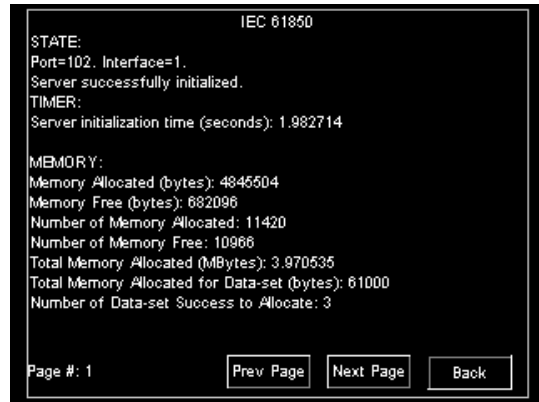 IEC 61850
STATE:
Port=102. Interface=1.
Server successfully initialized.
TIMER:
Server initialization time (seconds): 1.982714
MEMORY:
Memory Allocated (bytes): 4845504
Memory Free (bytes): 682096
Number of Memory Allocated: 11420
Number of Memory Free: 10966
Total Memory Allocated (MBytes): 3.970535
Total Memory Allocated for Data-set (bytes): 61000
Number of Data-set Success to Allocate: 3
Page #: 1 Prev Page Next Page Back